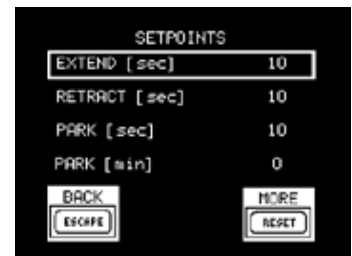 SETPOINTS
EXTEND [sec] 10
RETRACT [sec] 10
PARK [sec] 10
PARK [min] 0
BACK MORE
ESCAPE RESET